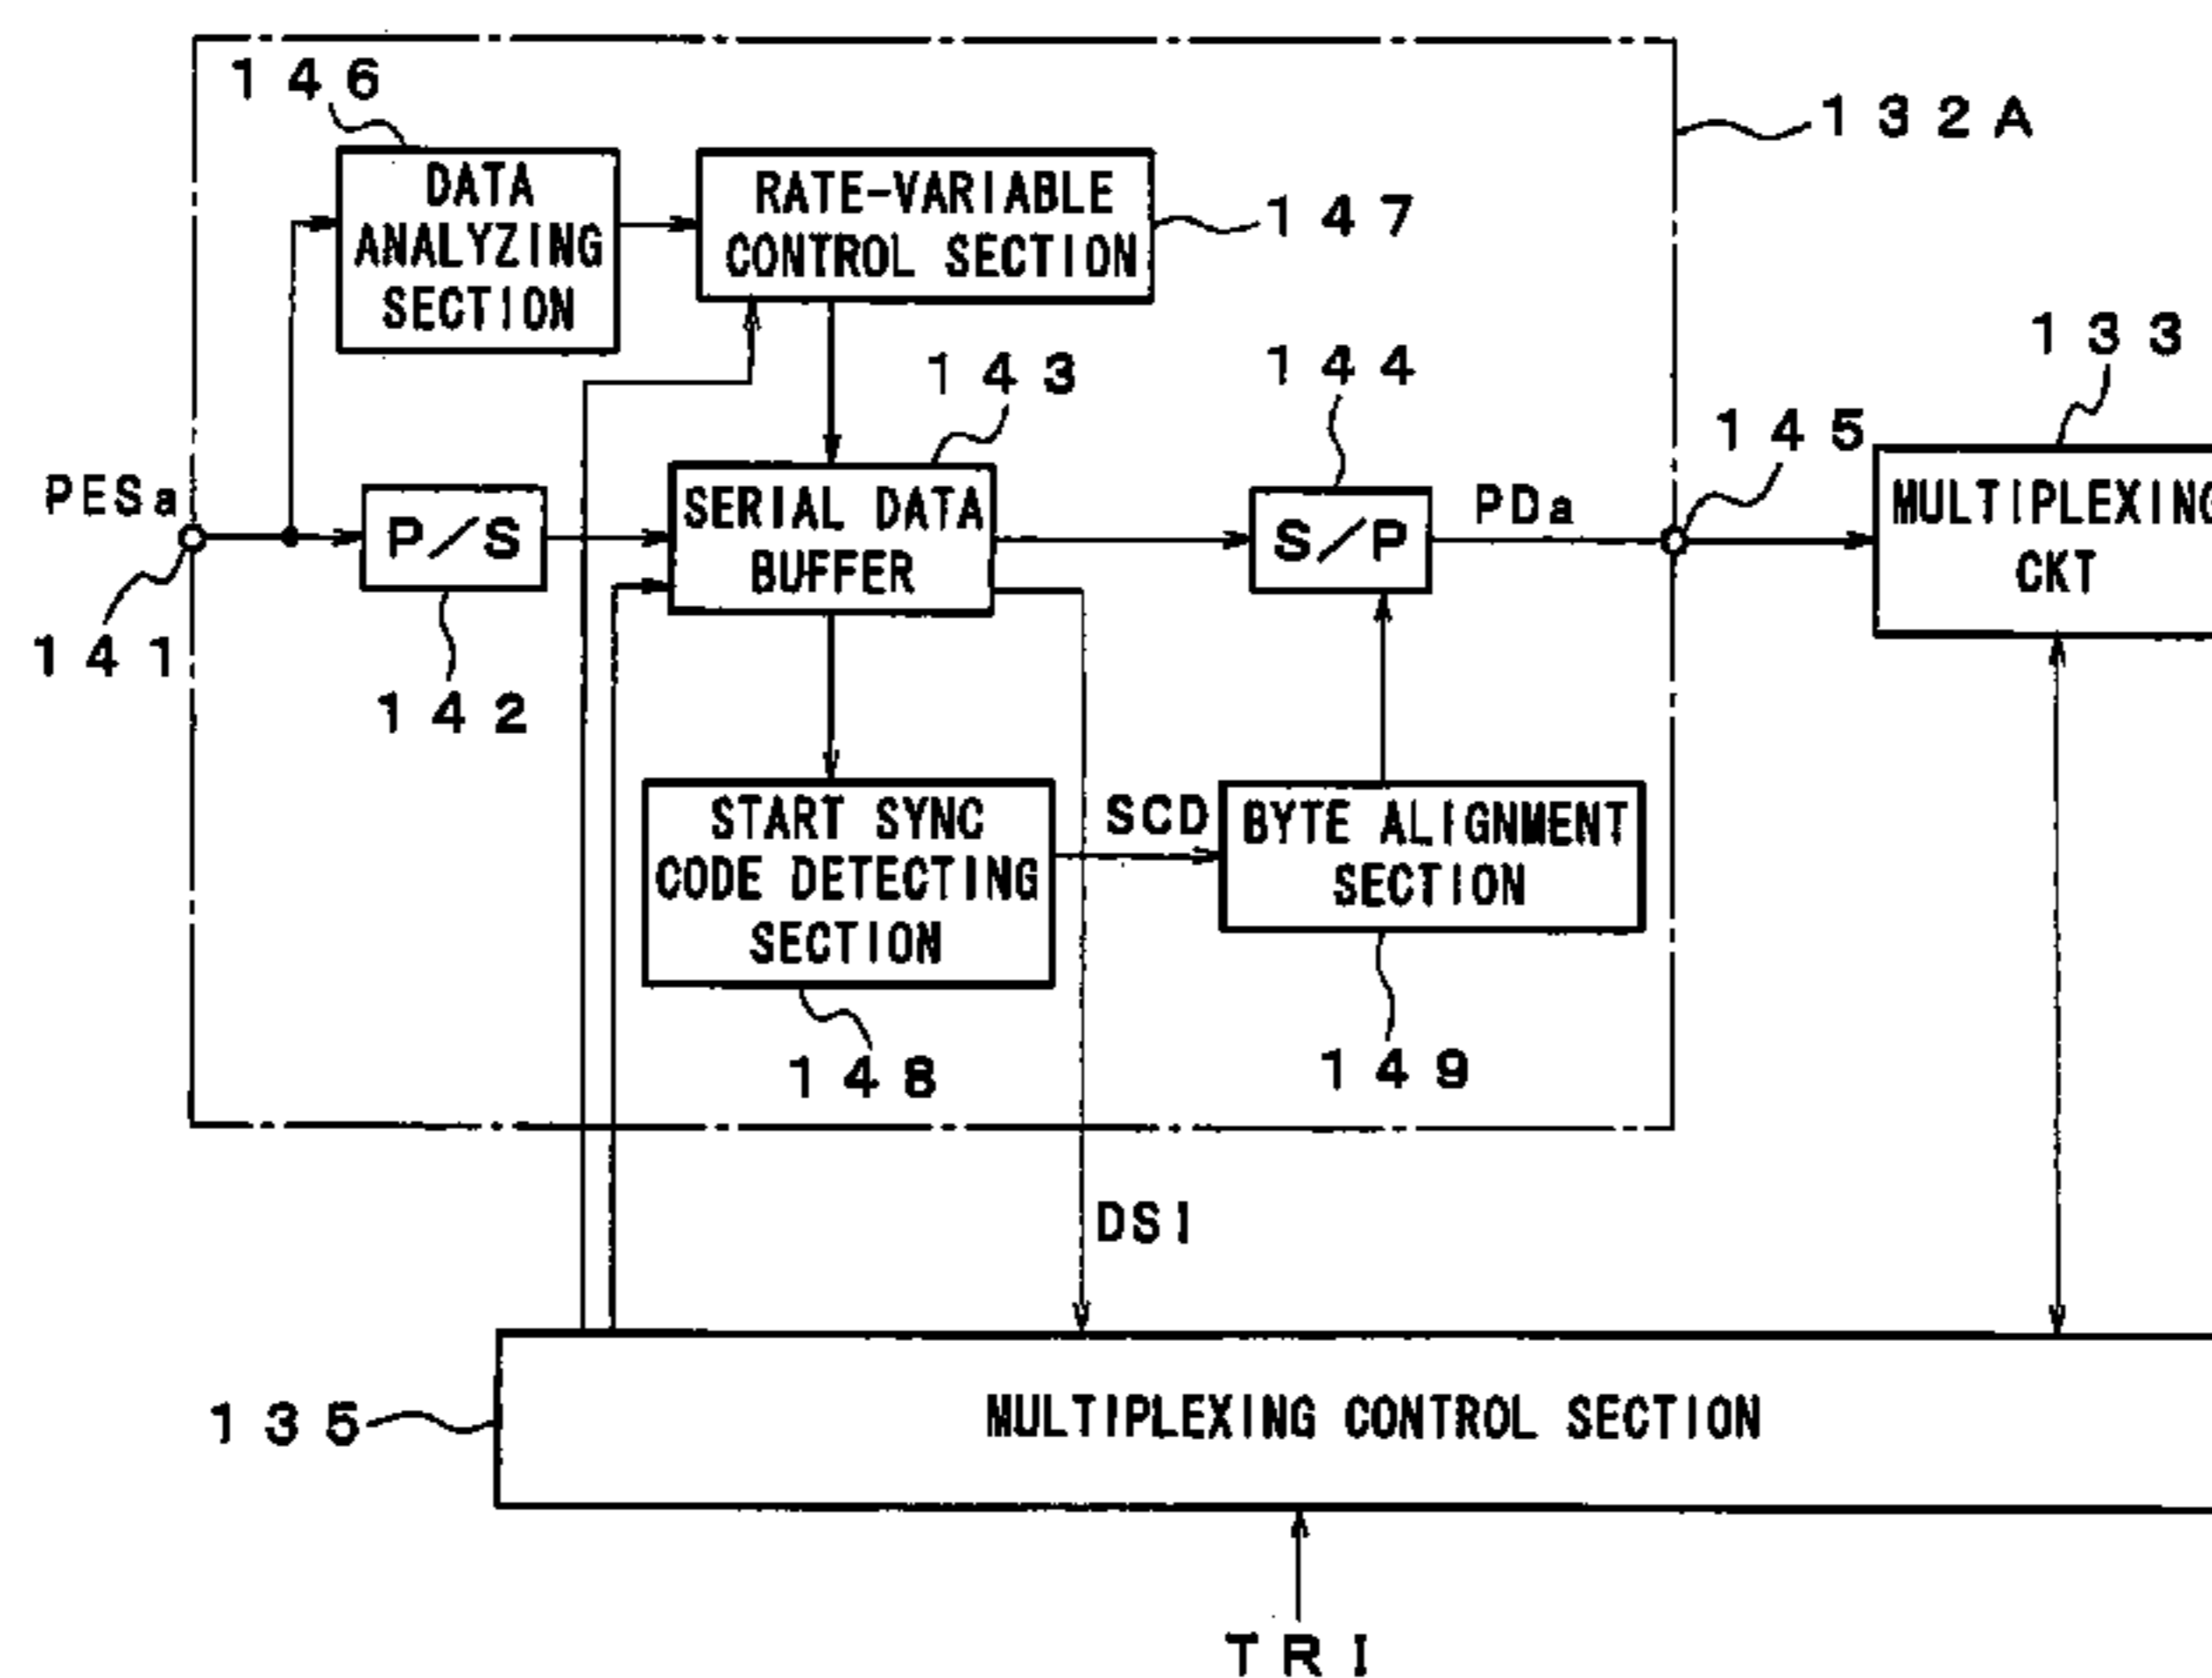 146
132A
DATA
ANALYZING
SECTION
RATE-VARIABLE
CONTROL SECTION
147
133
143
144
145
PESa
P/S
SERIAL DATA
BUFFER
S/P
PDa
MULTIPLEXING
CKT
141
142
START SYNC
CODE DETECTING
SECTION
SCD
BYTE ALIGNMENT
SECTION
148
149
DSI
135
MULTIPLEXING CONTROL SECTION
TRI